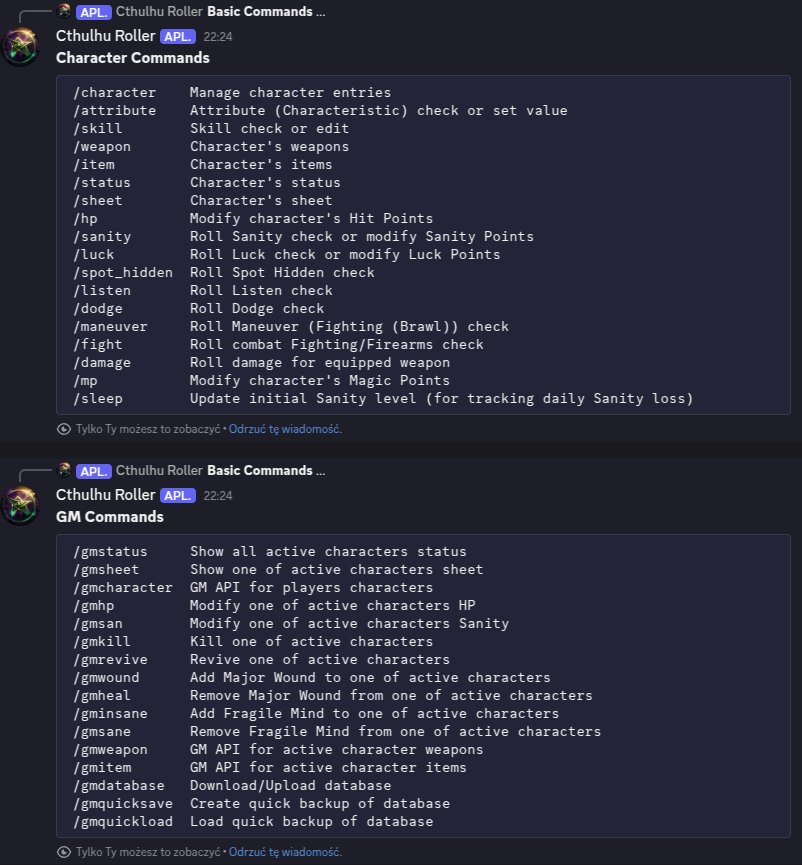 APL. Cthulhu Roller Basic Commands ...
Cthulhu Roller APL. 22:24
Character Commands
/character Manage character entries
/attribute Attribute (Characteristic) check or set value
/skill Skill check or edit
/weapon Character's weapons
/item Character's items
/status Character's status
/sheet Character's sheet
/hp Modify character's Hit Points
/sanity Roll Sanity check or modify Sanity Points
/luck Roll Luck check or modify Luck Points
/spot_hidden Roll Spot Hidden check
/listen Roll Listen check
/dodge Roll Dodge check
/maneuver Roll Maneuver (Fighting (Brawl)) check
/fight Roll combat Fighting/Firearms check
/damage Roll damage for equipped weapon
/mp Modify character's Magic Points
/sleep Update initial Sanity level (for tracking daily Sanity loss)
Tylko Ty możesz to zobaczyć • Odrzuć tę wiadomość.
APL. Cthulhu Roller Basic Commands ...
Cthulhu Roller APL. 22:24
GM Commands
/gmstatus Show all active characters status
/gmsheet Show one of active characters sheet
/gmcharacter GM API for players characters
/gmhp Modify one of active characters HP
/gmsan Modify one of active characters Sanity
/gmkill Kill one of active characters
/gmrevive Revive one of active characters
/gmwound Add Major Wound to one of active characters
/gmheal Remove Major Wound from one of active characters
/gminsane Add Fragile Mind to one of active characters
/gmsane Remove Fragile Mind from one of active characters
/gmweapon GM API for active character weapons
/gmitem GM API for active character items
/gmdatabase Download/Upload database
/gmquicksave Create quick backup of database
/gmquickload Load quick backup of database
Tylko Ty możesz to zobaczyć • Odrzuć tę wiadomość.